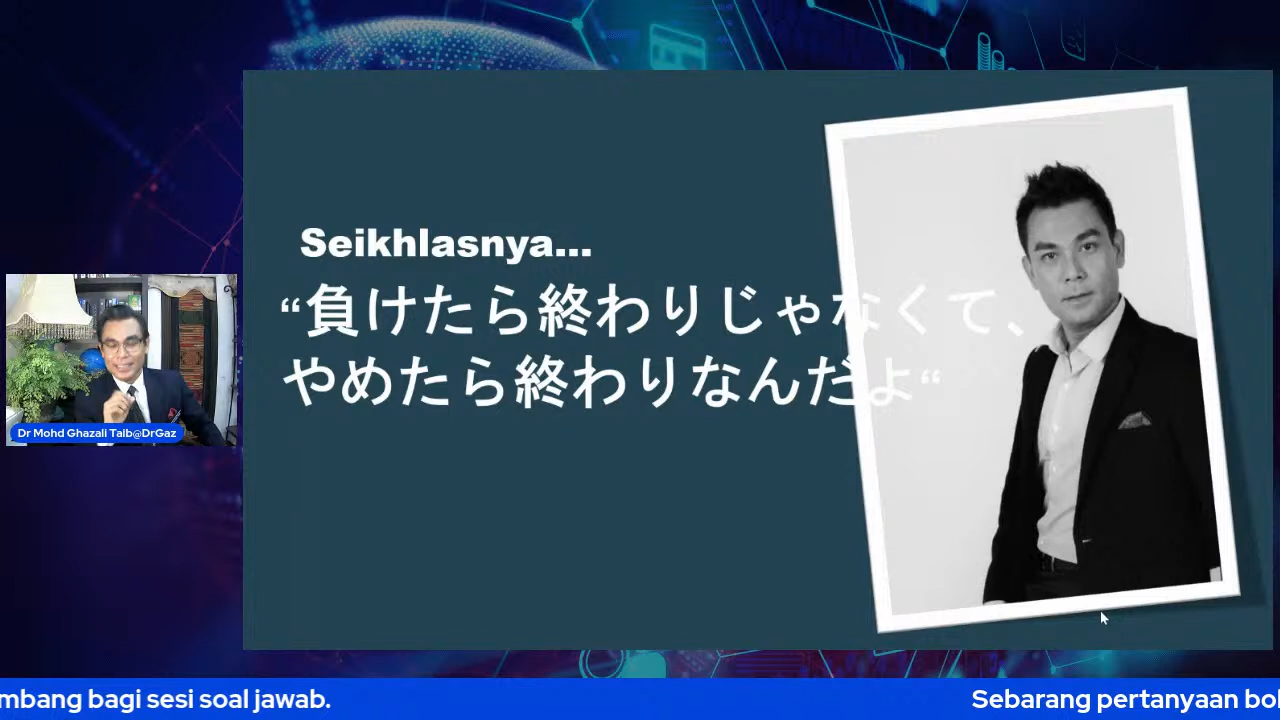 Seikhlasnya...
“負けたら終わりじゃなくて、
やめたら終わりなんだよ“
Dr Mohd Ghazali Taib@DrGaz
mbang bagi sesi soal jawab.
Sebarang pertanyaan bol